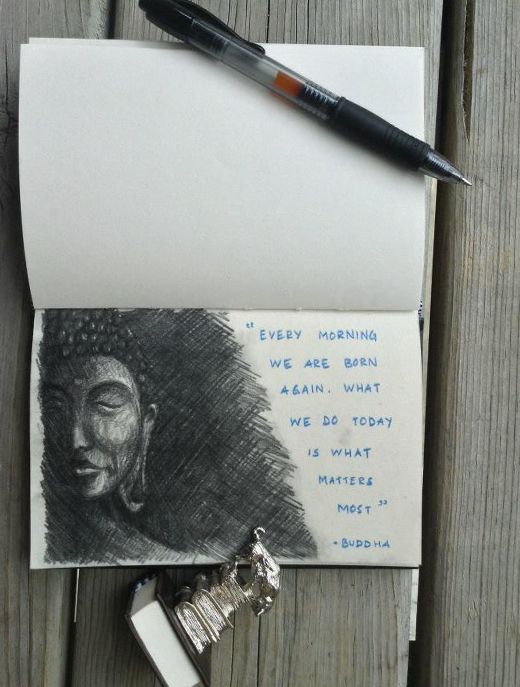 “EVERY MORNING
WE ARE BORN
AGAIN. WHAT
WE DO TODAY
IS WHAT
MATTERS
MOST”
-BUDDHA